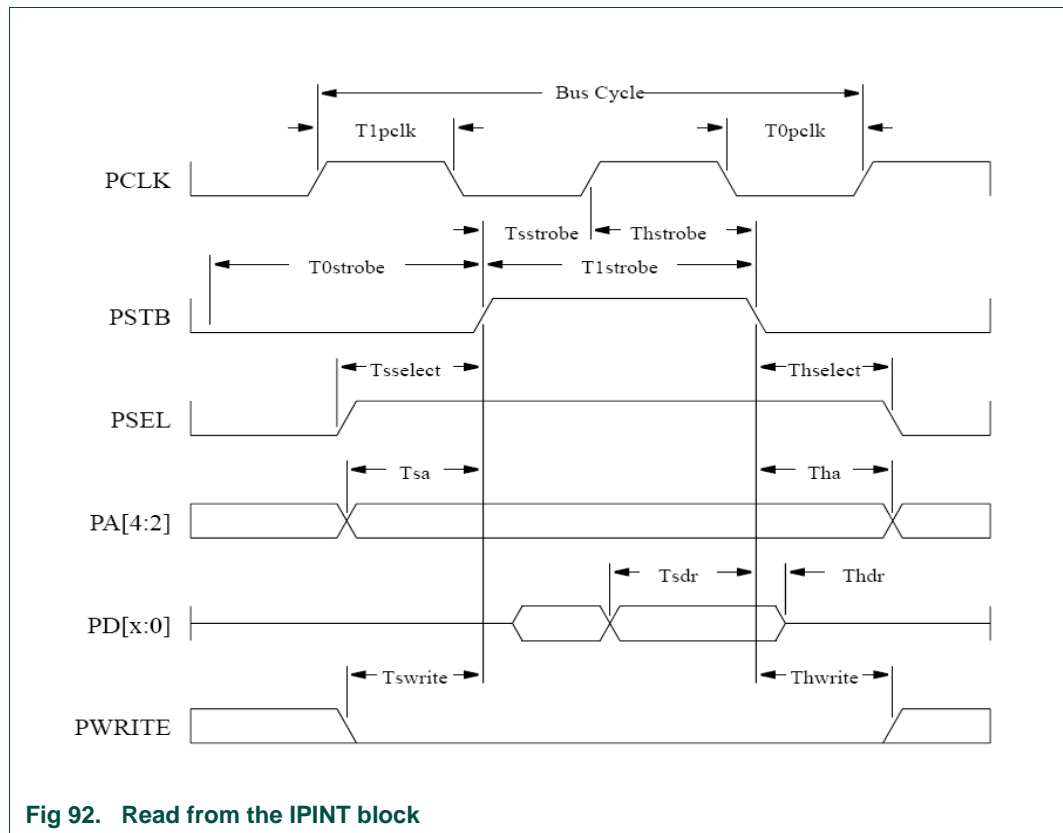 Bus Cycle
T1pclk
T0pclk
PCLK
Tsstrobe
Thstrobe
T0strobe
T1strobe
PSTB
Tsselect
Thselect
PSEL
Tsa
Tha
PA[4:2]
Tsdr
Thdr
PD[x:0]
Tswrite
Thwrite
PWRITE
Fig 92. Read from the IPINT block